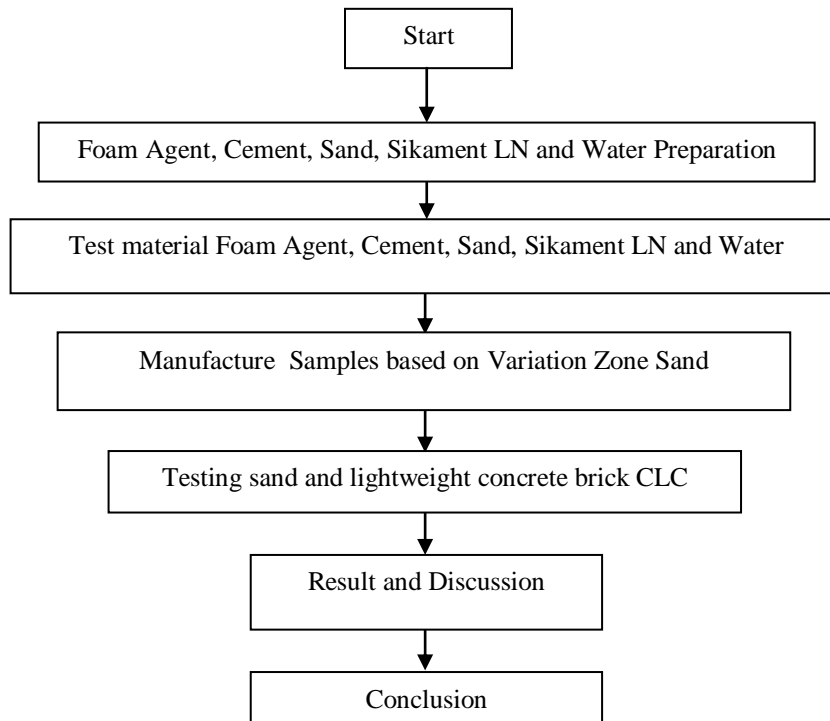 Start
Foam Agent, Cement, Sand, Sikament LN and Water Preparation
Test material Foam Agent, Cement, Sand, Sikament LN and Water
Manufacture  Samples based on Variation Zone Sand
Testing sand and lightweight concrete brick CLC
Result and Discussion
Conclusion